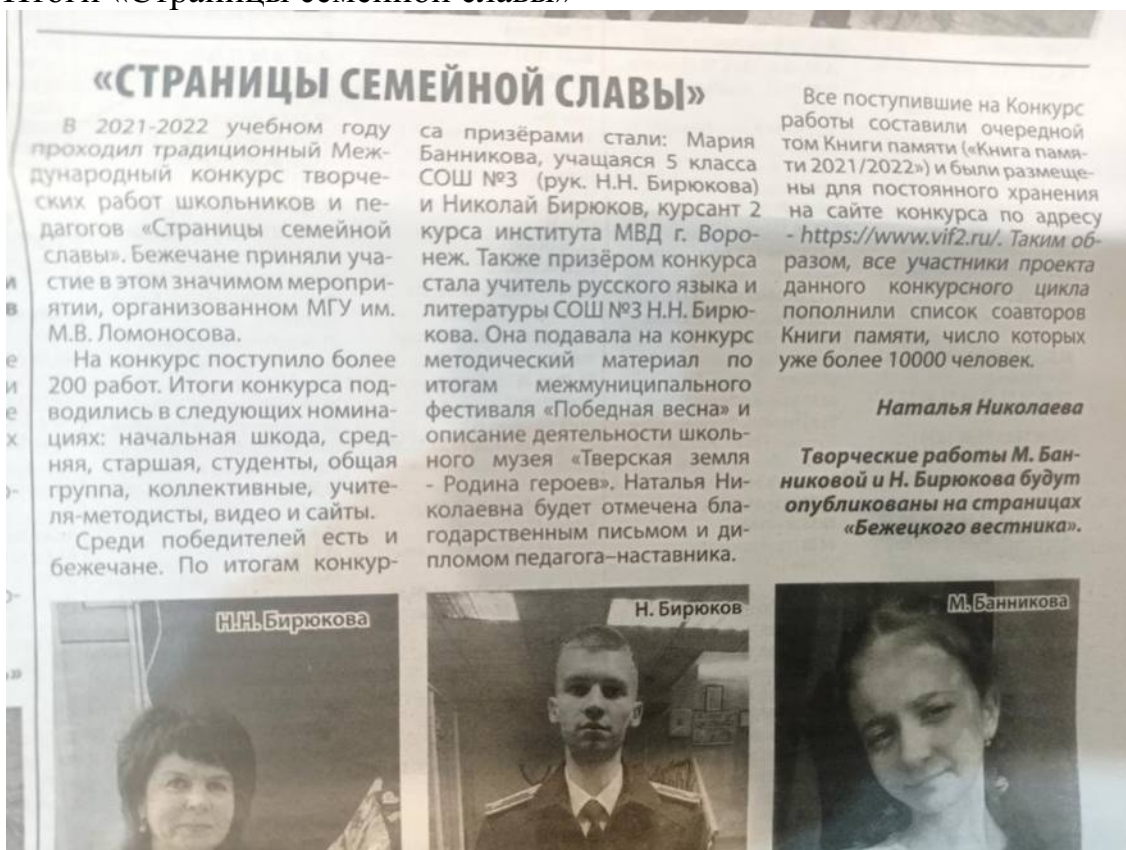 Итоги «Страницы семейной славы»
«СТРАНИЦЫ СЕМЕЙНОЙ СЛАВЫ»
В 2021-2022 учебном году
проходил традиционный Меж-
дународный конкурс творче-
ских работ школьников и пе-
дагогов «Страницы семейной
славы». Бежечане приняли уча-
стие в этом значимом меропри-
ятии, организованном МГУ им.
М.В. Ломоносова.
На конкурс поступило более
200 работ. Итоги конкурса под-
водились в следующих номина-
циях: начальная шкода, сред-
няя, старшая, студенты, общая
группа, коллективные, учите-
ля-методисты, видео и сайты.
Среди победителей есть и
бежечане. По итогам конкур-
са призёрами стали: Мария
Банникова, учащаяся 5 класса
СОШ №3 (рук. Н.Н. Бирюкова)
и Николай Бирюков, курсант 2
курса института МВД г. Воро-
неж. Также призёром конкурса
стала учитель русского языка и
литературы СОШ №3 Н.Н. Бирю-
кова. Она подавала на конкурс
методический материал по
итогам межмуниципального
фестиваля «Победная весна» и
описание деятельности школь-
ного музея «Тверская земля
- Родина героев». Наталья Ни-
колаевна будет отмечена бла-
годарственным письмом и ди-
пломом педагога–наставника.
Все поступившие на Конкурс
работы составили очередной
том Книги памяти («Книга памя-
ти 2021/2022») и были размеще-
ны для постоянного хранения
на сайте конкурса по адресу
- https://www.vif2.ru/. Таким об-
разом, все участники проекта
данного конкурсного цикла
пополнили список соавторов
Книги памяти, число которых
уже более 10000 человек.
Наталья Николаева
Творческие работы М. Бан-
никовой и Н. Бирюкова будут
опубликованы на страницах
«Бежецкого вестника».
Н.Н. Бирюкова
Н. Бирюков
М. Банникова